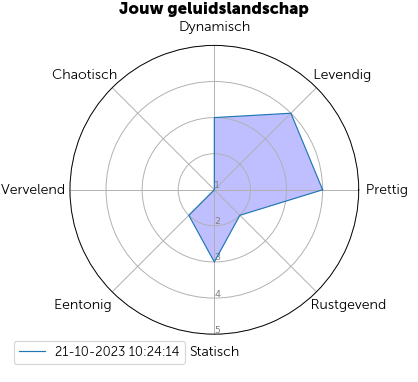 Jouw geluidslandschap
Dynamisch
Chaotisch
Levendig
Vervelend
1
Prettig
2
3
4
Eentonig
Rustgevend
5
21-10-2023 10:24:14
Statisch